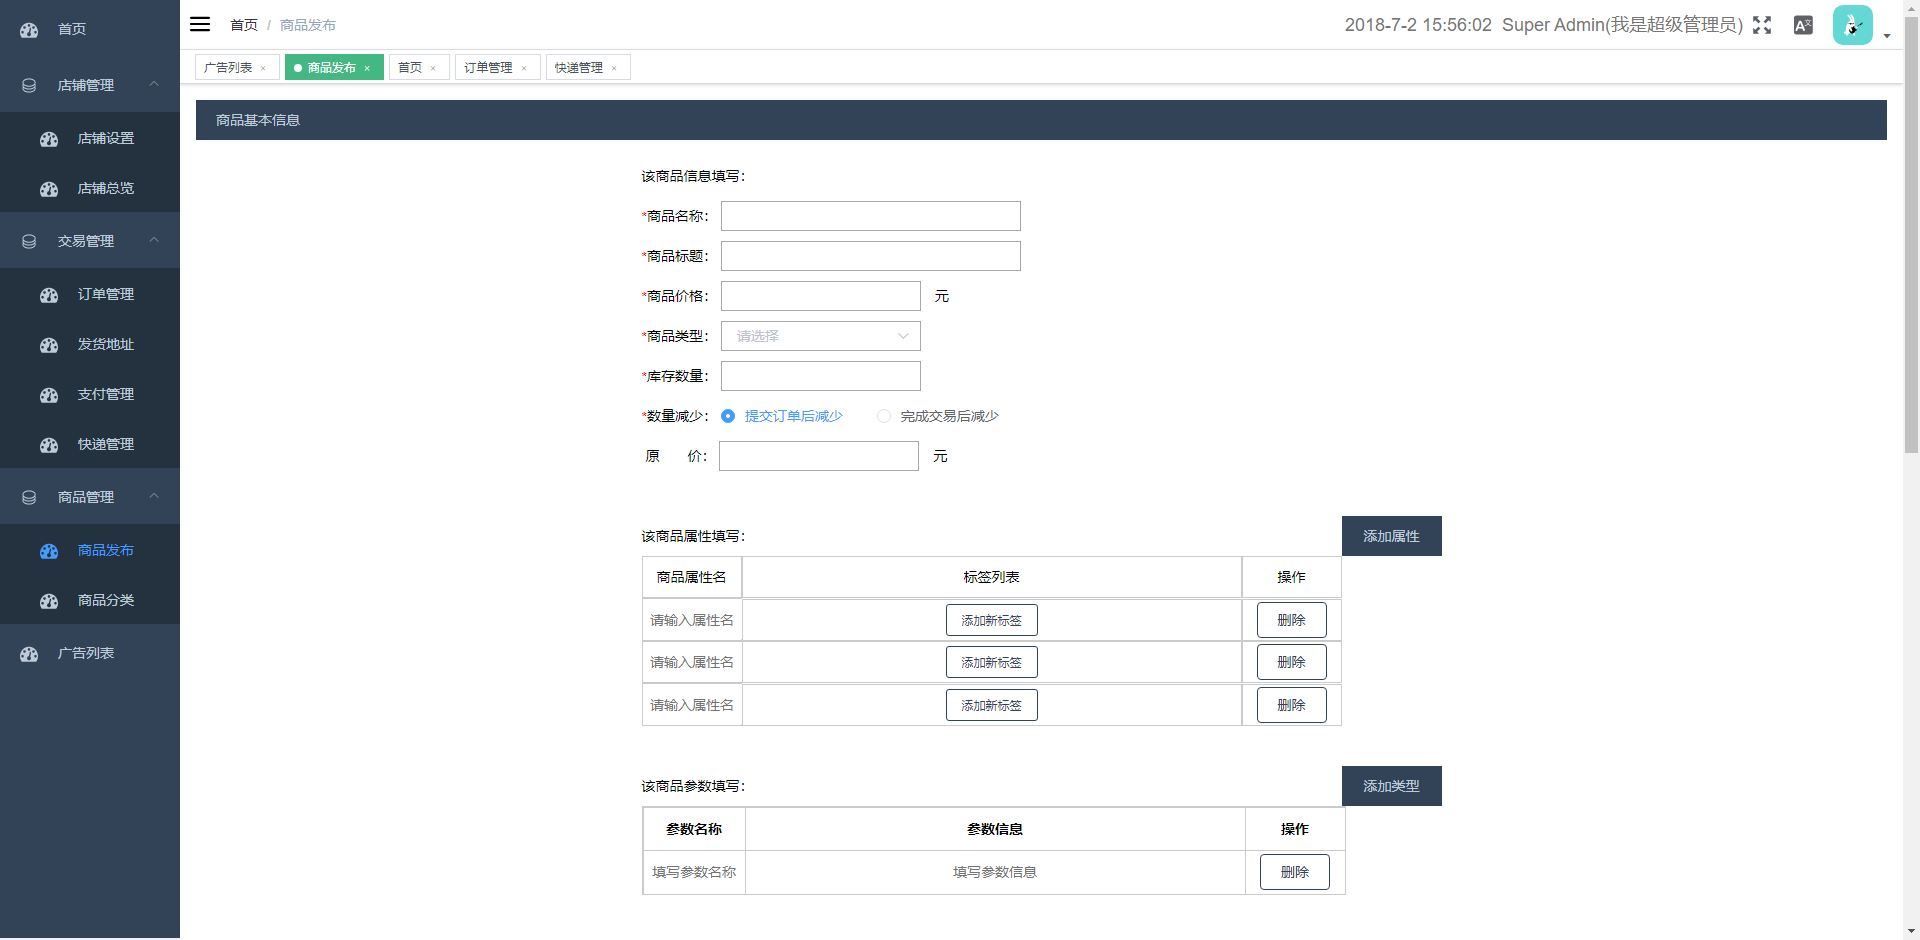 首页
店铺管理
店铺设置
店铺总览
交易管理
订单管理
发货地址
支付管理
快递管理
商品管理
商品发布
商品分类
广告列表
首页 / 商品发布
2018-7-2 15:56:02 Super Admin(我是超级管理员)
广告列表 × 商品发布 × 首页 × 订单管理 × 快递管理 ×
商品基本信息
该商品信息填写：
*商品名称：
*商品标题：
*商品价格： 元
*商品类型： 请选择
*库存数量：
*数量减少： 提交订单后减少 完成交易后减少
原 价： 元
该商品属性填写： 添加属性
商品属性名 标签列表 操作
请输入属性名 添加新标签 删除
请输入属性名 添加新标签 删除
请输入属性名 添加新标签 删除
该商品参数填写： 添加类型
参数名称 参数信息 操作
填写参数名称 填写参数信息 删除